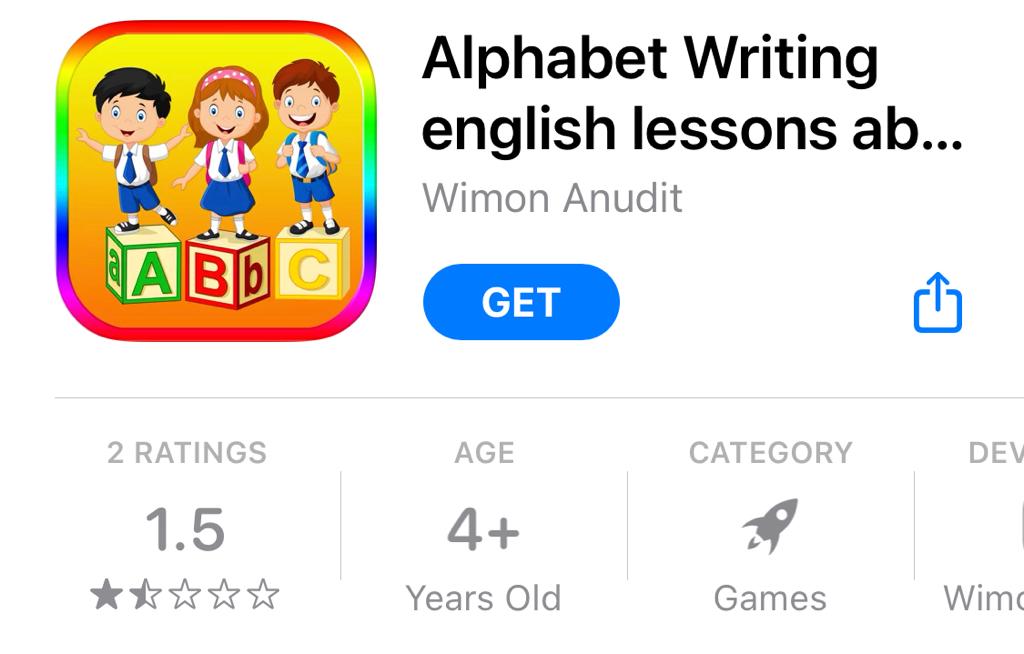 Alphabet Writing
english lessons ab...
Wimon Anudit
GET
aABbC
2 RATINGS
AGE
CATEGORY
DEV
1.5
4+
Years Old
Games
Wimo